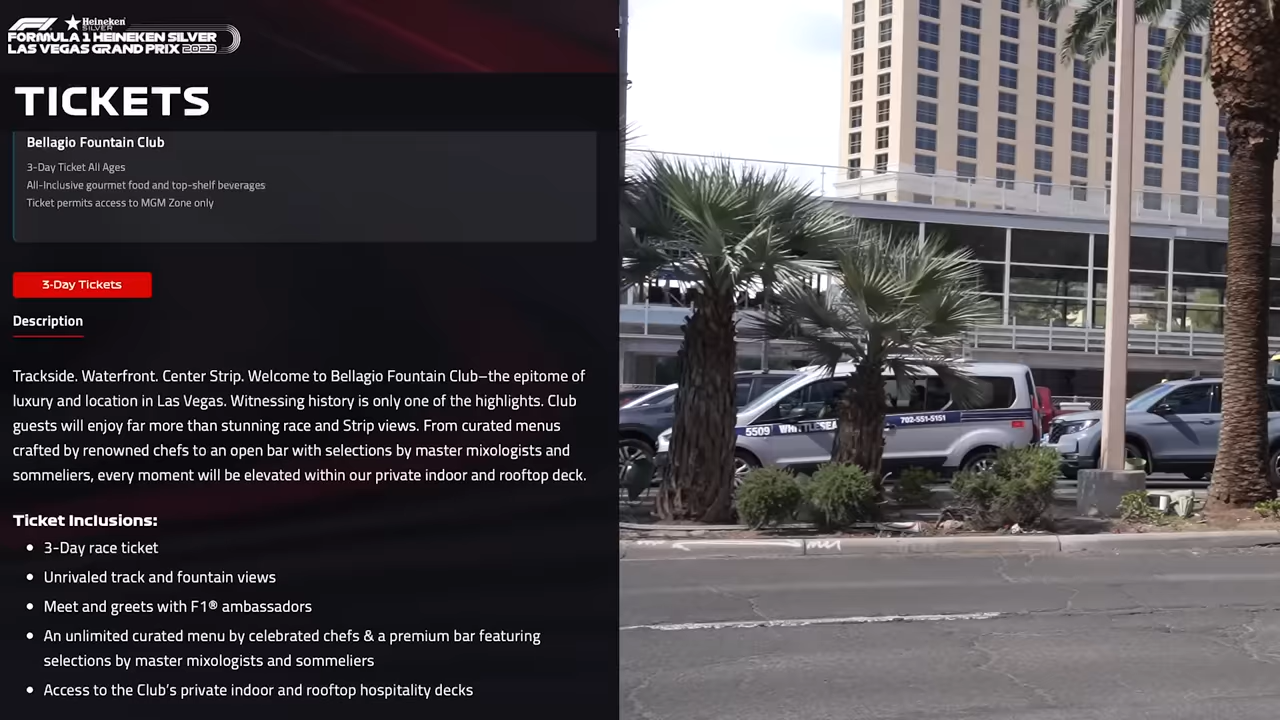 Heineken
SILVER
FORMULA 1 HEINEKEN SILVER
LAS VEGAS GRAND PRIX 2023
TICKETS
Bellagio Fountain Club
3-Day Ticket All Ages
All-Inclusive gourmet food and top-shelf beverages
Ticket permits access to MGM Zone only
3-Day Tickets
Description
Trackside. Waterfront. Center Strip. Welcome to Bellagio Fountain Club–the epitome of
luxury and location in Las Vegas. Witnessing history is only one of the highlights. Club
guests will enjoy far more than stunning race and Strip views. From curated menus
crafted by renowned chefs to an open bar with selections by master mixologists and
sommeliers, every moment will be elevated within our private indoor and rooftop deck.
Ticket Inclusions:
• 3-Day race ticket
• Unrivaled track and fountain views
• Meet and greets with F1® ambassadors
• An unlimited curated menu by celebrated chefs & a premium bar featuring
selections by master mixologists and sommeliers
• Access to the Club's private indoor and rooftop hospitality decks
5509
702-551-5151